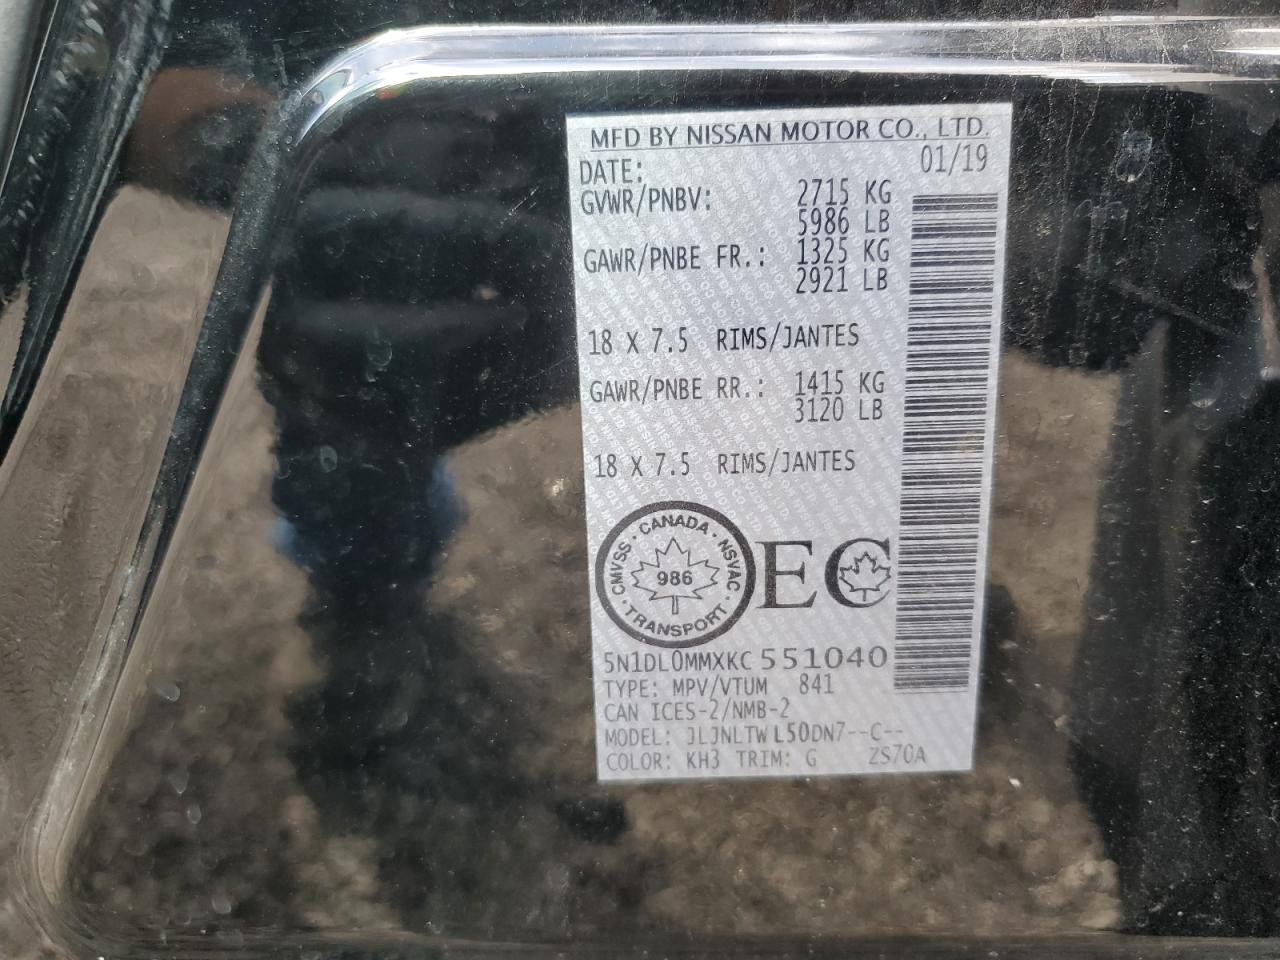 MFD BY NISSAN MOTOR CO., LTD.
DATE: 01/19
GVWR/PNBV: 2715 KG
5986 LB
GAWR/PNBE FR.: 1325 KG
2921 LB
18 X 7.5 RIMS/JANTES
GAWR/PNBE RR.: 1415 KG
3120 LB
18 X 7.5 RIMS/JANTES
CMVSS · CANADA · NSVAC · TRANSPORT ·
986
EC
5N1DL0MMXKC551040
TYPE: MPV/VTUM 841
CAN ICES-2/NMB-2
MODEL: JLJNLTWL50DN7--C--
COLOR: KH3 TRIM: G ZS70A